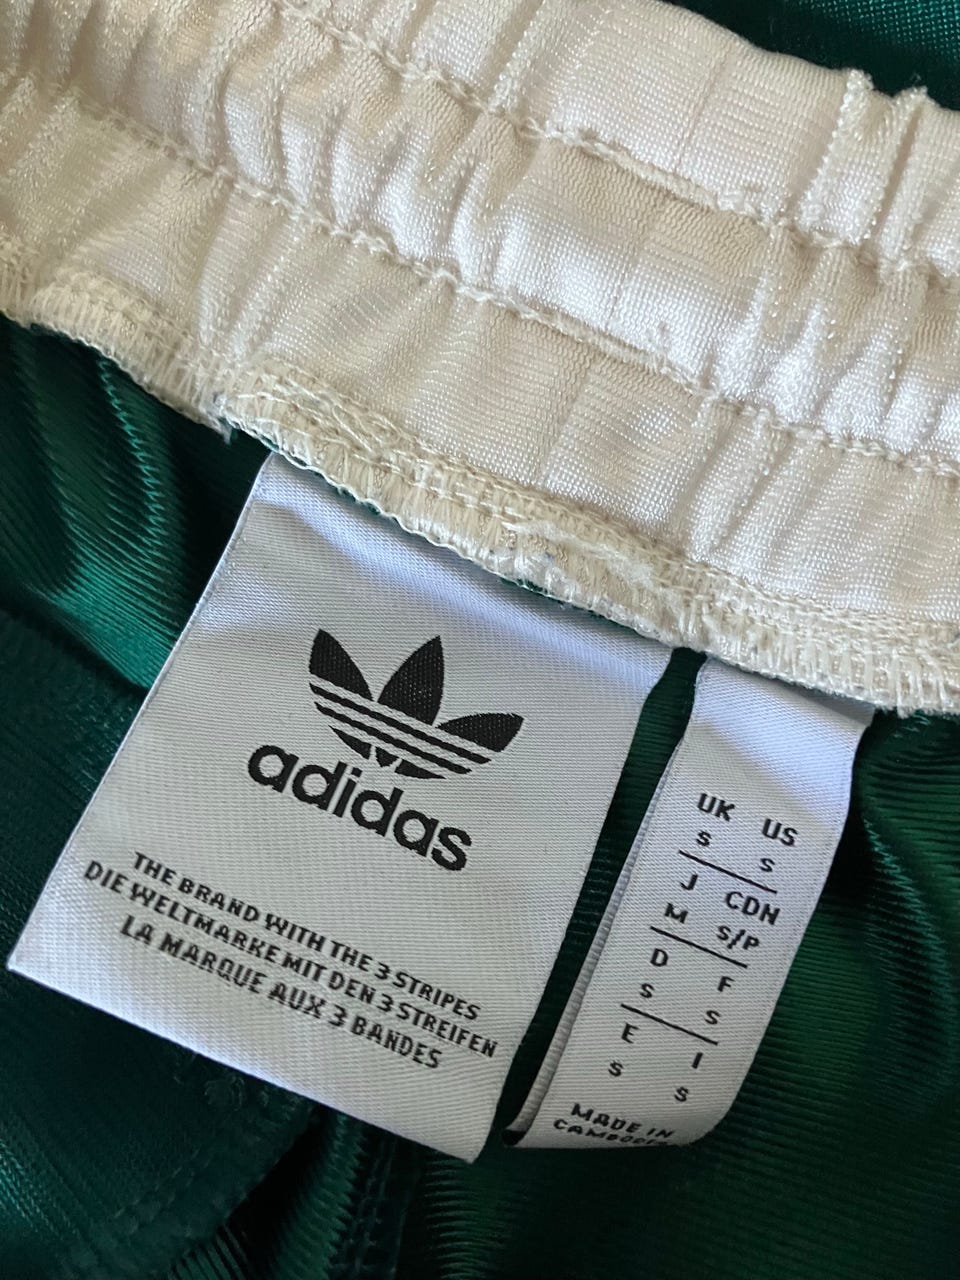 adidas
THE BRAND WITH THE 3 STRIPES
DIE WELTMARKE MIT DEN 3 STREIFEN
LA MARQUE AUX 3 BANDES
UK US
S S
J CDN
M S/P
D F
S S
E I
S S
MADE IN
CAMBODIA